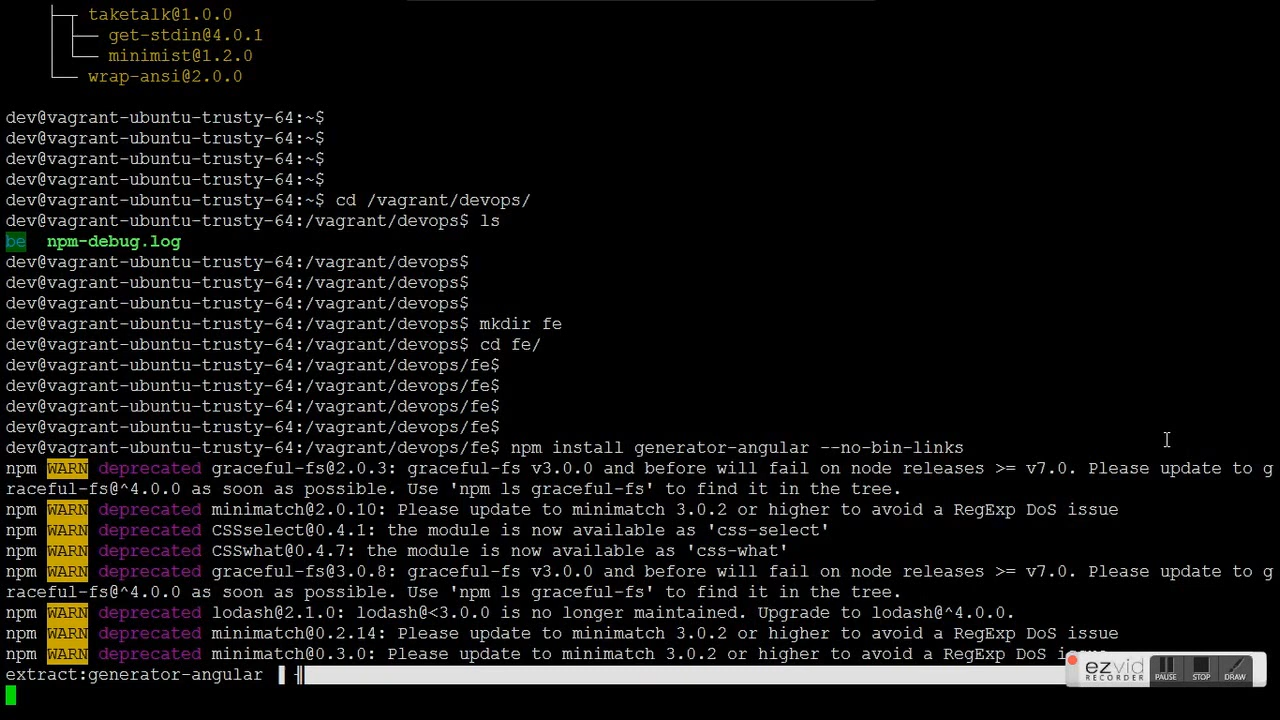 taketalk@1.0.0
get-stdin@4.0.1
minimist@1.2.0
wrap-ansi@2.0.0
dev@vagrant-ubuntu-trusty-64:~$
dev@vagrant-ubuntu-trusty-64:~$
dev@vagrant-ubuntu-trusty-64:~$
dev@vagrant-ubuntu-trusty-64:~$
dev@vagrant-ubuntu-trusty-64:~$ cd /vagrant/devops/
dev@vagrant-ubuntu-trusty-64:/vagrant/devops$ ls
be npm-debug.log
dev@vagrant-ubuntu-trusty-64:/vagrant/devops$
dev@vagrant-ubuntu-trusty-64:/vagrant/devops$
dev@vagrant-ubuntu-trusty-64:/vagrant/devops$
dev@vagrant-ubuntu-trusty-64:/vagrant/devops$ mkdir fe
dev@vagrant-ubuntu-trusty-64:/vagrant/devops$ cd fe/
dev@vagrant-ubuntu-trusty-64:/vagrant/devops/fe$
dev@vagrant-ubuntu-trusty-64:/vagrant/devops/fe$
dev@vagrant-ubuntu-trusty-64:/vagrant/devops/fe$
dev@vagrant-ubuntu-trusty-64:/vagrant/devops/fe$
dev@vagrant-ubuntu-trusty-64:/vagrant/devops/fe$ npm install generator-angular --no-bin-links
npm WARN deprecated graceful-fs@2.0.3: graceful-fs v3.0.0 and before will fail on node releases >= v7.0. Please update to g
raceful-fs@^4.0.0 as soon as possible. Use 'npm ls graceful-fs' to find it in the tree.
npm WARN deprecated minimatch@2.0.10: Please update to minimatch 3.0.2 or higher to avoid a RegExp DoS issue
npm WARN deprecated CSSselect@0.4.1: the module is now available as 'css-select'
npm WARN deprecated CSSwhat@0.4.7: the module is now available as 'css-what'
npm WARN deprecated graceful-fs@3.0.8: graceful-fs v3.0.0 and before will fail on node releases >= v7.0. Please update to g
raceful-fs@^4.0.0 as soon as possible. Use 'npm ls graceful-fs' to find it in the tree.
npm WARN deprecated lodash@2.1.0: lodash@<3.0.0 is no longer maintained. Upgrade to lodash@^4.0.0.
npm WARN deprecated minimatch@0.2.14: Please update to minimatch 3.0.2 or higher to avoid a RegExp DoS issue
npm WARN deprecated minimatch@0.3.0: Please update to minimatch 3.0.2 or higher to avoid a RegExp DoS issue
extract:generator-angular
ezvid
RECORDER
PAUSE
STOP
DRAW